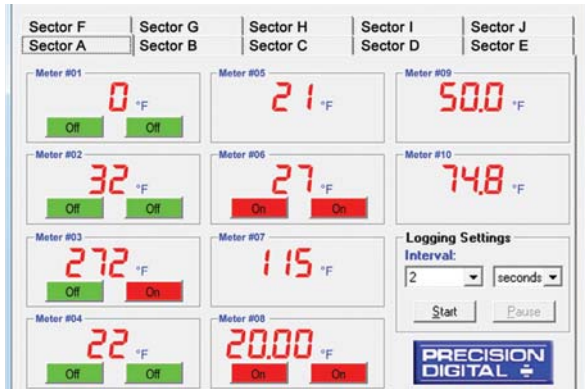 Sector F Sector G Sector H Sector I Sector J
Sector A Sector B Sector C Sector D Sector E
Meter #01
0 °F
Off Off
Meter #02
32 °F
Off Off
Meter #03
272 °F
Off On
Meter #04
22 °F
Off Off
Meter #05
21 °F
Meter #06
27 °F
On On
Meter #07
115 °F
Meter #08
20.00 °F
On On
Meter #09
50.0 °F
Meter #10
74.8 °F
Logging Settings
Interval:
2 seconds
Start Pause
PRECISION
DIGITAL